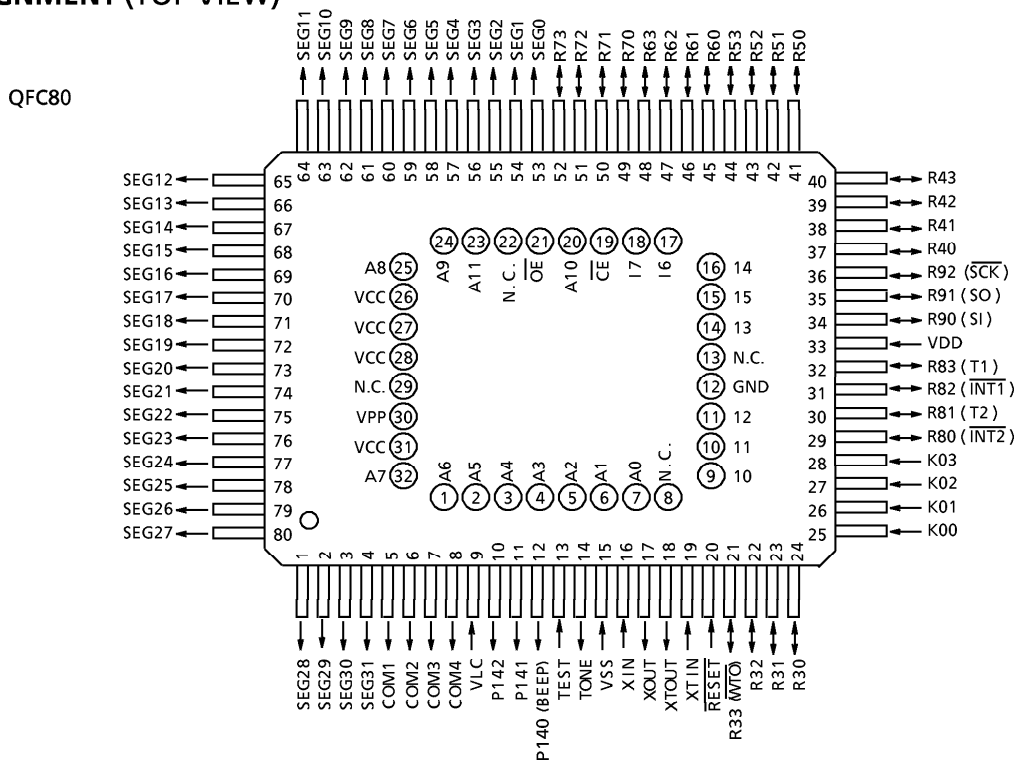 GNMENT (TOP VIEW)
QFC80
SEG11 SEG10 SEG9 SEG8 SEG7 SEG6 SEG5 SEG4 SEG3 SEG2 SEG1 SEG0 R73 R72 R71 R70 R63 R62 R61 R60 R53 R52 R51 R50
64 63 62 61 60 59 58 57 56 55 54 53 52 51 50 49 48 47 46 45 44 43 42 41
SEG12 65
SEG13 66
SEG14 67
SEG15 68
SEG16 69
SEG17 70
SEG18 71
SEG19 72
SEG20 73
SEG21 74
SEG22 75
SEG23 76
SEG24 77
SEG25 78
SEG26 79
SEG27 80
24 23 22 21 20 19 18 17
A9 A11 N.C. OE A10 CE I7 I6
A8 25
VCC 26
VCC 27
VCC 28
N.C. 29
VPP 30
VCC 31
A7 32
16 14
15 15
14 13
13 N.C.
12 GND
11 12
10 11
9 10
A6 A5 A4 A3 A2 A1 A0 N.C.
1 2 3 4 5 6 7 8
40 R43
39 R42
38 R41
37 R40
36 R92 (SCK)
35 R91 (SO)
34 R90 (SI)
33 VDD
32 R83 (T1)
31 R82 (INT1)
30 R81 (T2)
29 R80 (INT2)
28 K03
27 K02
26 K01
25 K00
1 2 3 4 5 6 7 8 9 10 11 12 13 14 15 16 17 18 19 20 21 22 23 24
SEG28 SEG29 SEG30 SEG31 COM1 COM2 COM3 COM4 VLC P142 P141 P140 (BEEP) TEST TONE VSS XIN XOUT XTOUT XTIN RESET R33 (WTO) R32 R31 R30